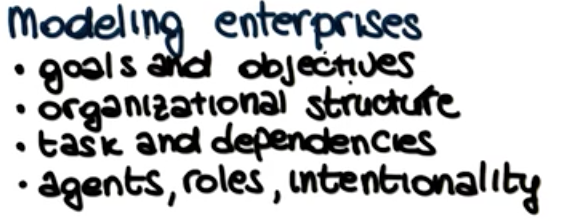 Modeling enterprises
• goals and objectives
• organizational structure
• task and dependencies
• agents, roles, intentionality